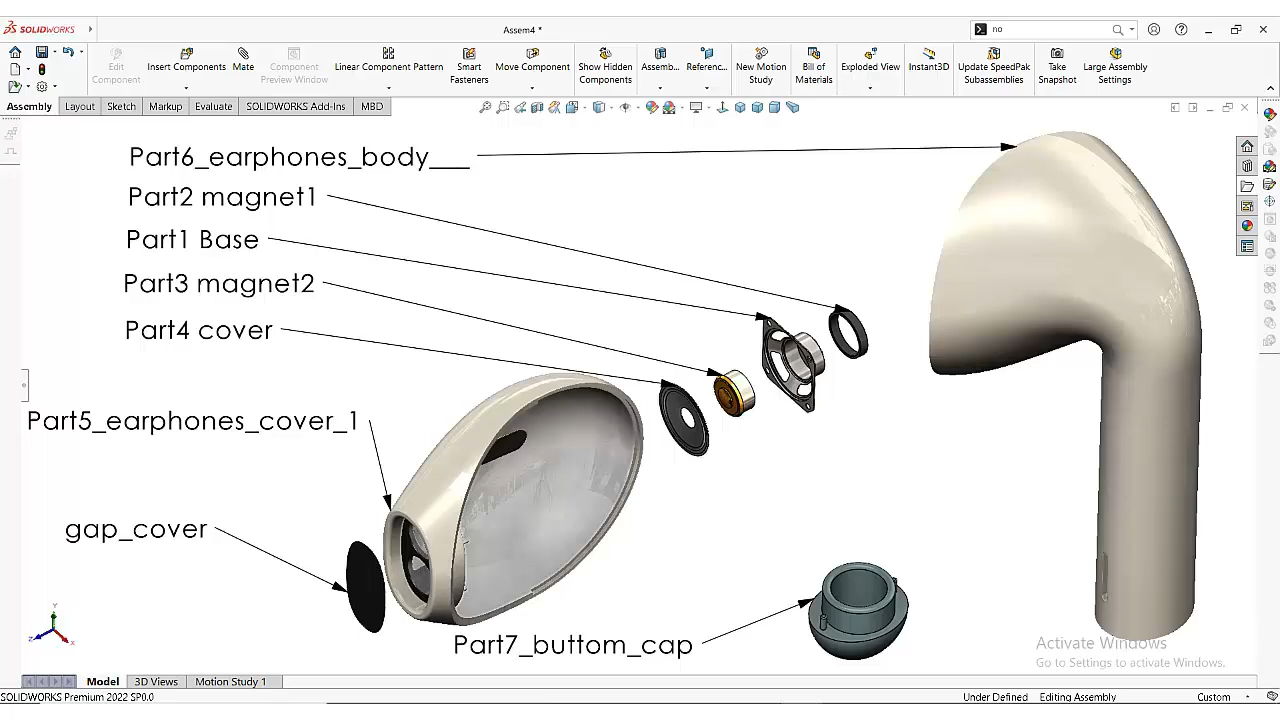 SOLIDWORKS
Assem4 *
no
Edit Component
Insert Components
Mate
Component Preview Window
Linear Component Pattern
Smart Fasteners
Move Component
Show Hidden Components
Assemb...
Referenc...
New Motion Study
Bill of Materials
Exploded View
Instant3D
Update SpeedPak Subassemblies
Take Snapshot
Large Assembly Settings
Assembly
Layout
Sketch
Markup
Evaluate
SOLIDWORKS Add-Ins
MBD
Part6_earphones_body___
Part2 magnet1
Part1 Base
Part3 magnet2
Part4 cover
Part5_earphones_cover_1
gap_cover
Part7_buttom_cap
Y
Z
X
Activate Windows
Go to Settings to activate Windows.
Model
3D Views
Motion Study 1
SOLIDWORKS Premium 2022 SP0.0
Under Defined
Editing Assembly
Custom